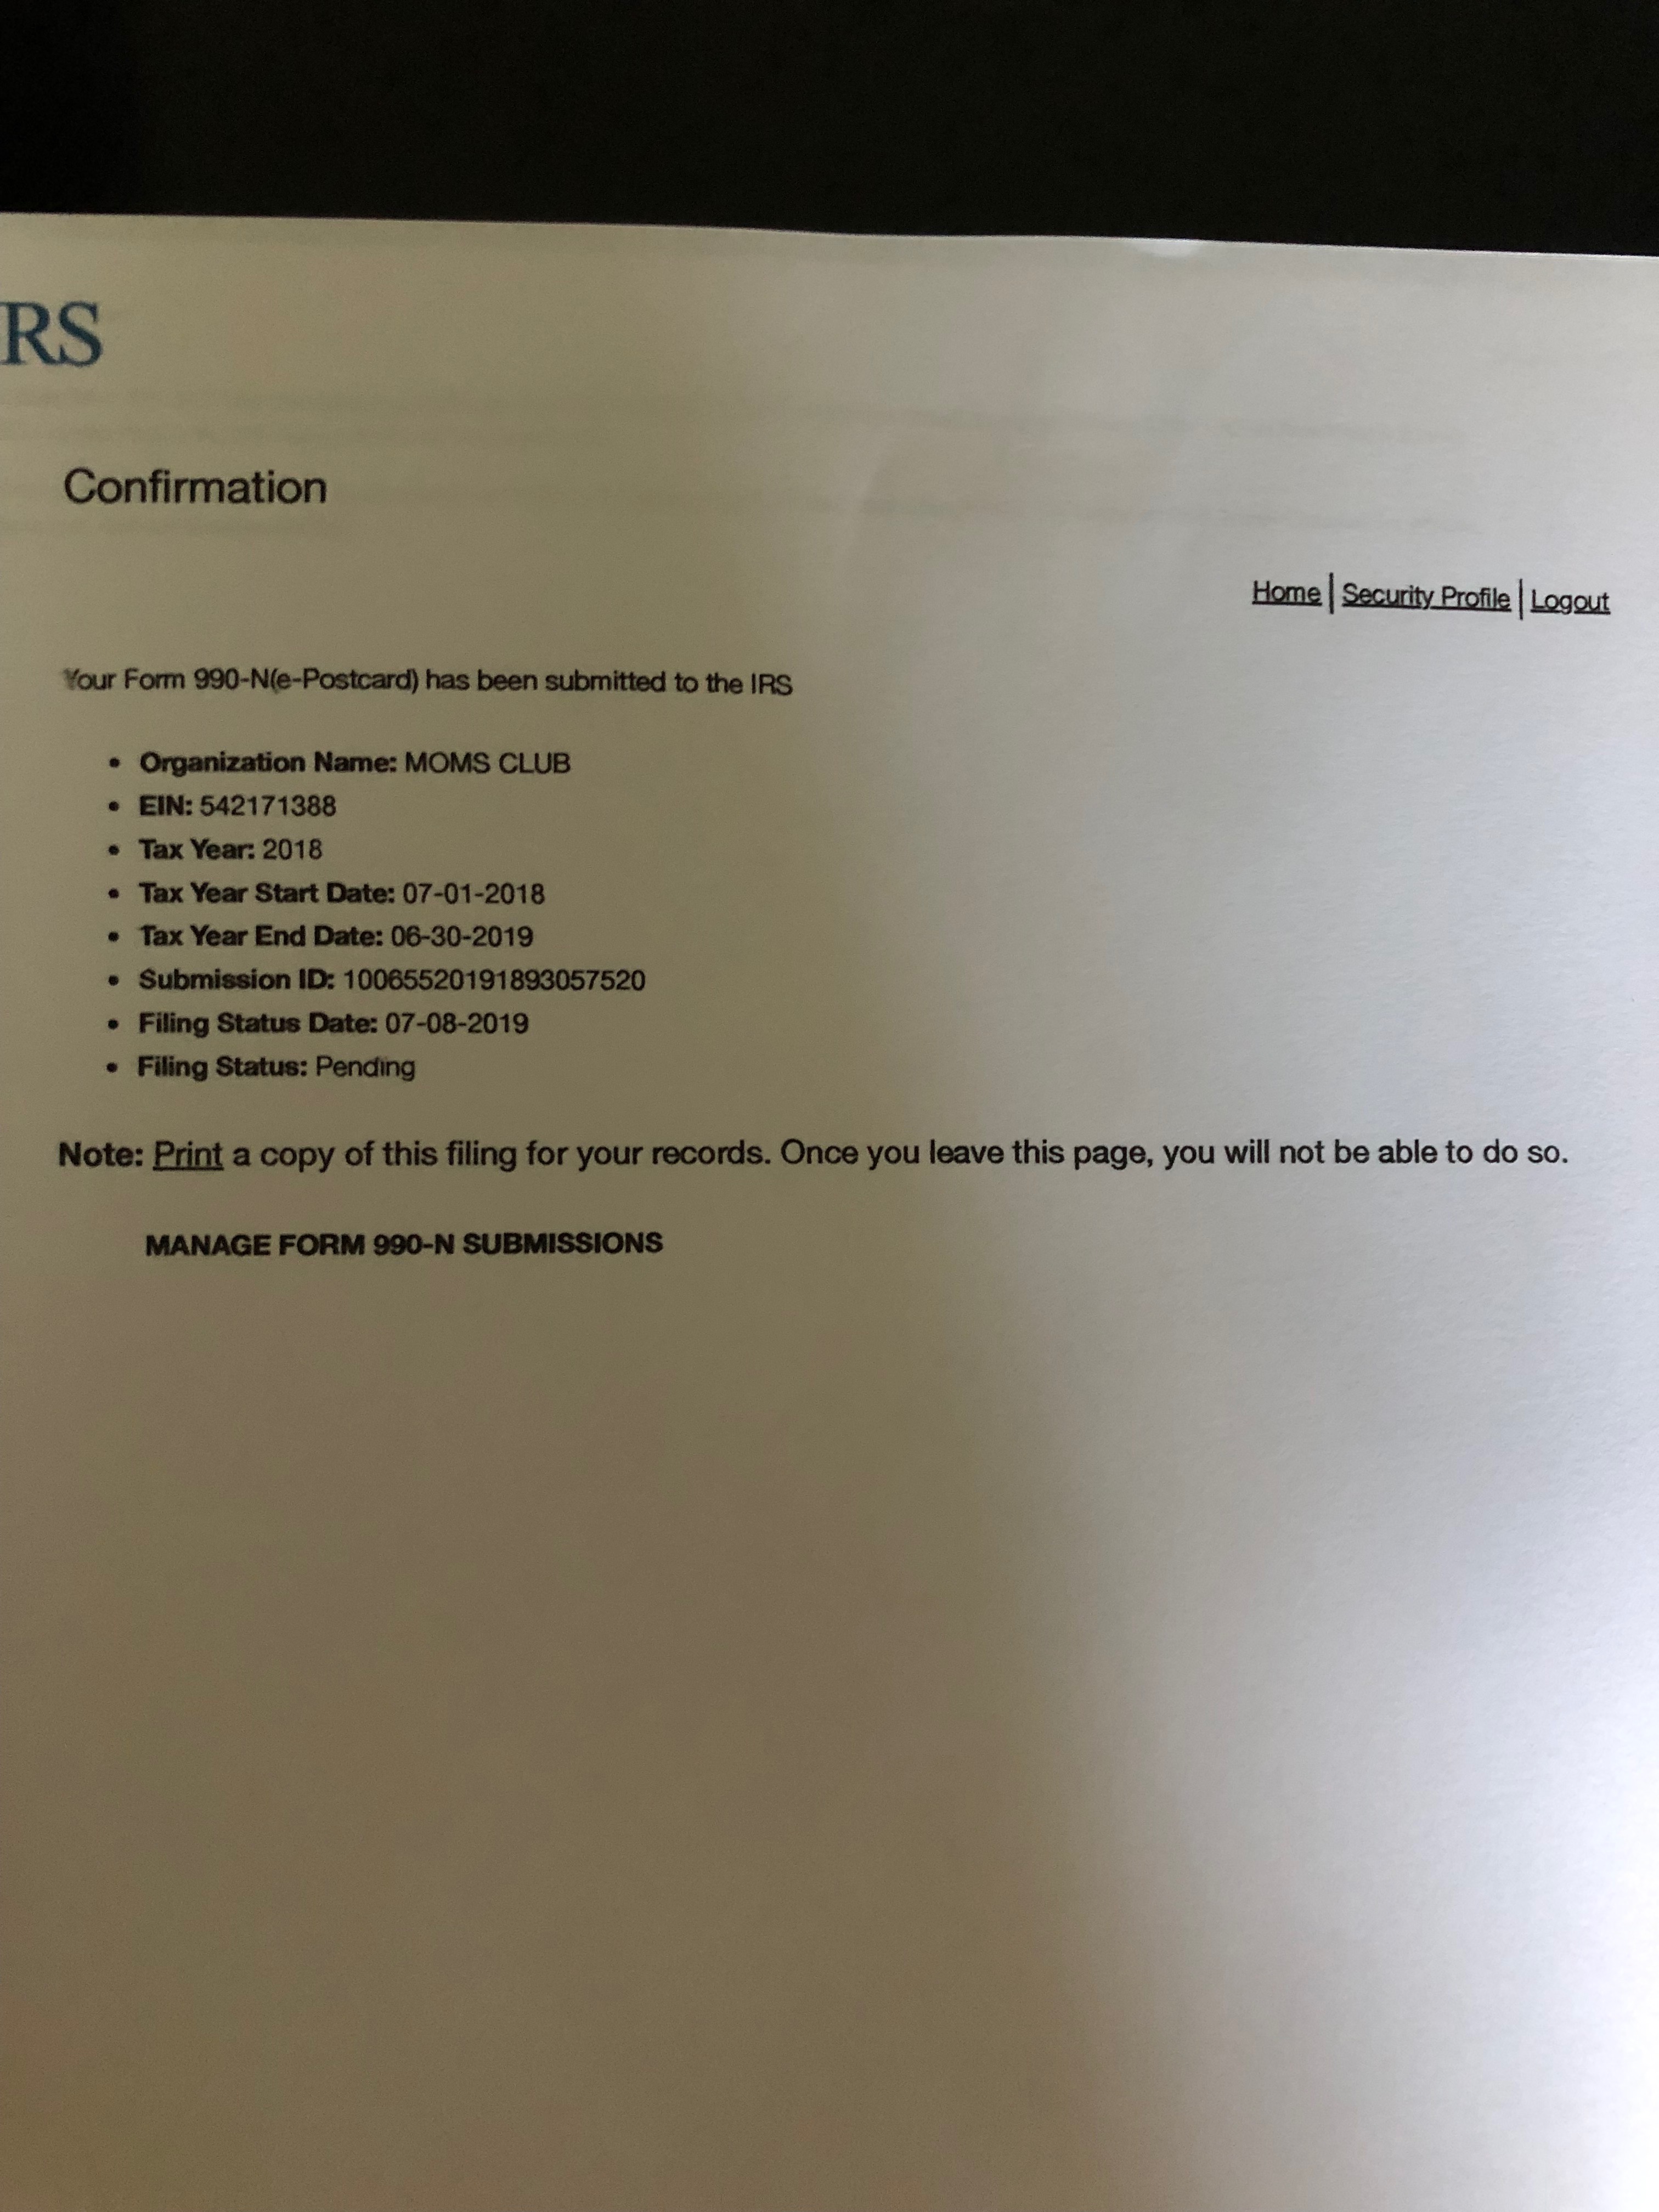 RS
Confirmation
Home | Security Profile | Logout
Your Form 990-N(e-Postcard) has been submitted to the IRS
• Organization Name: MOMS CLUB
• EIN: 542171388
• Tax Year: 2018
• Tax Year Start Date: 07-01-2018
• Tax Year End Date: 06-30-2019
• Submission ID: 10065520191893057520
• Filing Status Date: 07-08-2019
• Filing Status: Pending
Note: Print a copy of this filing for your records. Once you leave this page, you will not be able to do so.
MANAGE FORM 990-N SUBMISSIONS